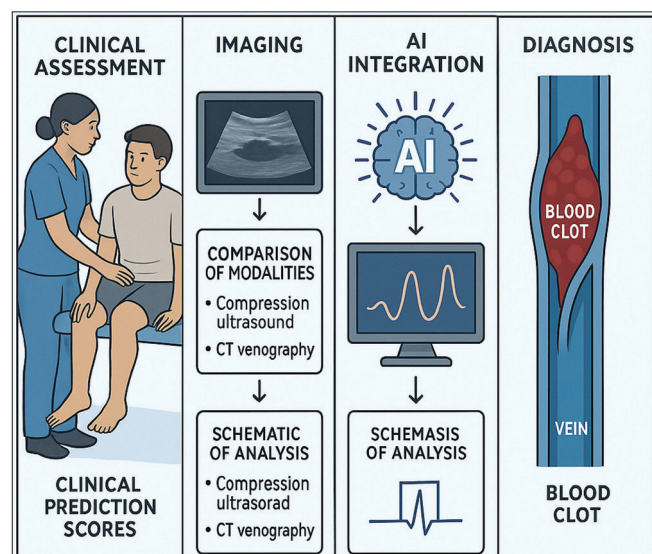 CLINICAL
ASSESSMENT
CLINICAL
PREDICTION
SCORES
IMAGING
COMPARISON
OF MODALITIES
• Compression
ultrasound
• CT venography
SCHEMATIC
OF ANALYSIS
• Compression
ultrasorad
• CT venography
AI
INTEGRATION
AI
SCHEMASIS
OF ANALYSIS
DIAGNOSIS
BLOOD
CLOT
VEIN
BLOOD
CLOT